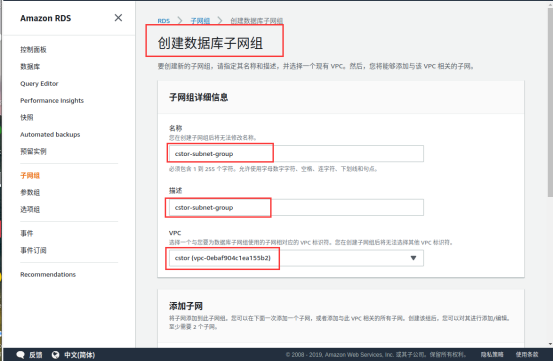 Amazon RDS
控制面板
数据库
Query Editor
Performance Insights
快照
Automated backups
预留实例
子网组
参数组
选项组
事件
事件订阅
Recommendations
RDS > 子网组 > 创建数据库子网组
创建数据库子网组
要创建新的子网组，请指定其名称和描述，并选择一个现有 VPC。然后，您将能够添加与该 VPC 相关的子网。
子网组详细信息
名称
您在创建子网组后将无法修改名称。
cstor-subnet-group
必须包含 1 到 255 个字符。允许使用字母数字字符、空格、连字符、下划线和句点。
描述
cstor-subnet-group
VPC
选择一个与您要为数据库子网组使用的子网相对应的 VPC 标识符。您在创建子网组后将无法选择其他 VPC 标识符。
cstor (vpc-0ebaf904c1ea155b2)
添加子网
将子网添加到此子网组。您可以在下面一次添加一个子网，或者添加与此 VPC 相关的所有子网。创建该组后，您可以对其进行添加/编辑。
至少需要 2 个子网。
反馈 中文(简体) © 2008 - 2019, Amazon Web Services, Inc. 或其子公司。保留所有权利。 隐私策略 使用条款